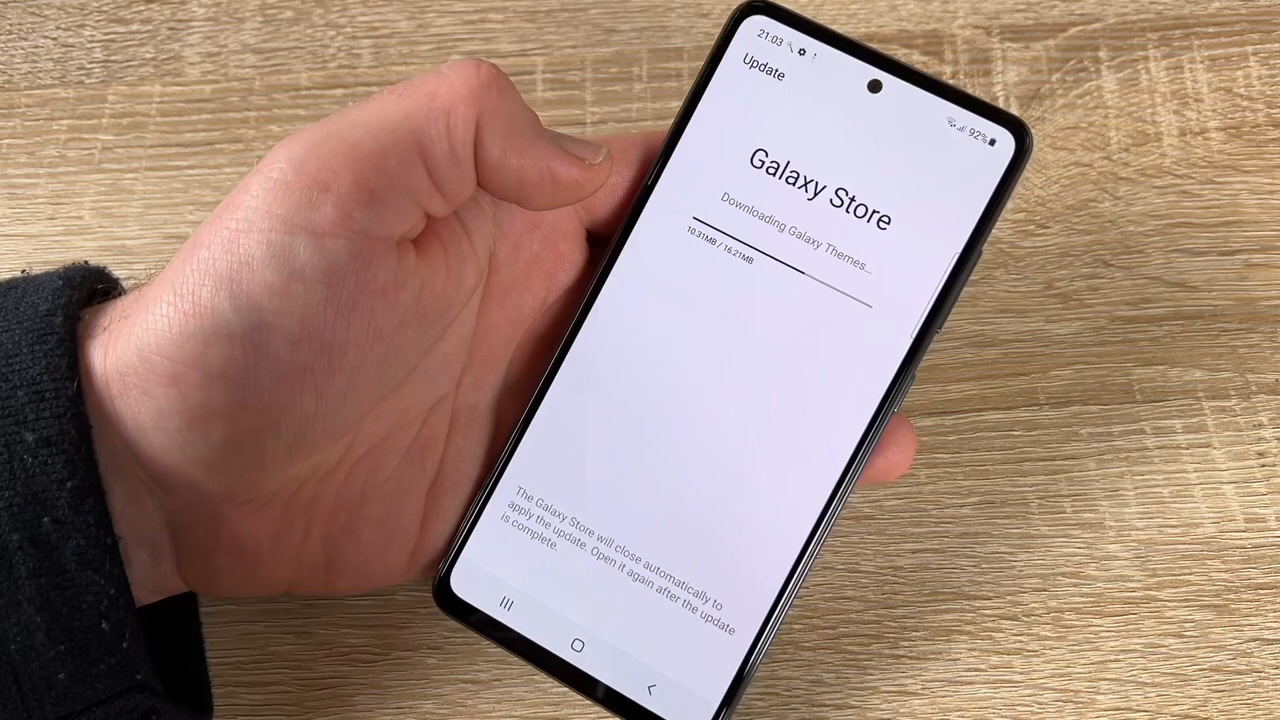 21:03
92%
Update
Galaxy Store
Downloading Galaxy Themes...
10.31MB / 16.21MB
The Galaxy Store will close automatically to
apply the update. Open it again after the update
is complete.